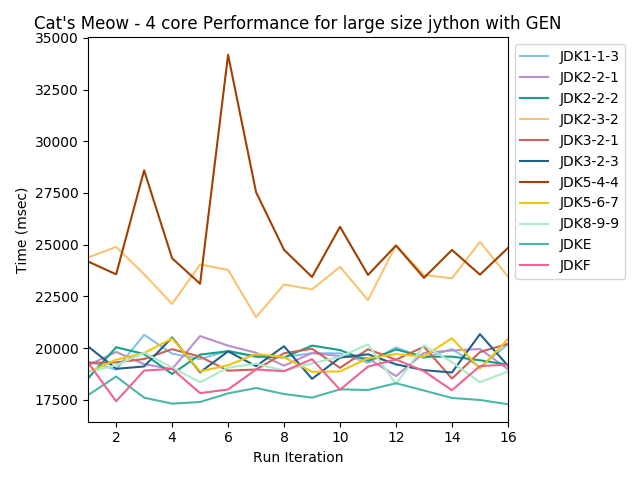 Cat's Meow - 4 core Performance for large size jython with GEN
Time (msec)
35000
32500
30000
27500
25000
22500
20000
17500
2 4 6 8 10 12 14 16
Run Iteration
JDK1-1-3
JDK2-2-1
JDK2-2-2
JDK2-3-2
JDK3-2-1
JDK3-2-3
JDK5-4-4
JDK5-6-7
JDK8-9-9
JDKE
JDKF